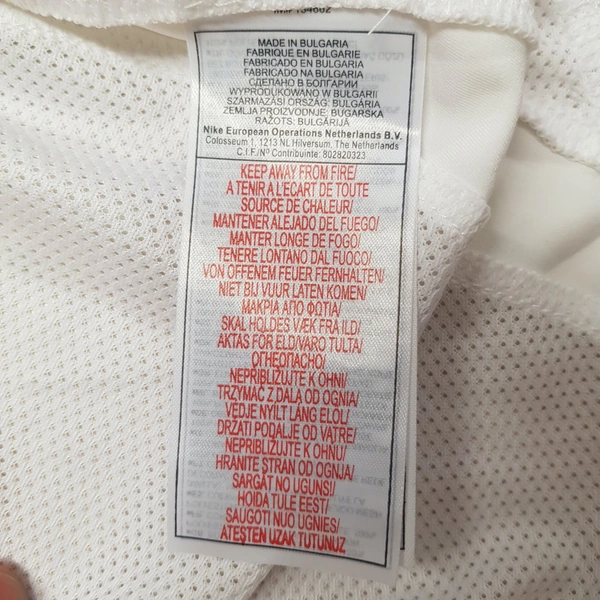 MADE IN BULGARIA
FABRIQUE EN BULGARIE
FABRICADO EN BULGARIA
FABRICADO NA BULGARIA
СДЕЛАНО В БОЛГАРИИ
WYPRODUKOWANO W BULGARII
SZARMAZÁSI ORSZÁG: BULGÁRIA
ZEMLJA PROIZVODNJE: BUGARSKA
RAŽOTS: BULGĀRIJĀ
Nike European Operations Netherlands B.V.
Colosseum 1, 1213 NL Hilversum, The Netherlands
C.I.F./Nº Contribuinte: 802820323
KEEP AWAY FROM FIRE/
A TENIR A L'ECART DE TOUTE
SOURCE DE CHALEUR/
MANTENER ALEJADO DEL FUEGO/
MANTER LONGE DE FOGO/
TENERE LONTANO DAL FUOCO/
VON OFFENEM FEUER FERNHALTEN/
NIET BIJ VUUR LATEN KOMEN/
ΜΑΚΡΙΑ ΑΠΟ ΦΩΤΙΑ/
SKAL HOLDES VÆK FRA ILD/
AKTAS FÖR ELD/VARO TULTA/
ОГНЕОПАСНО/
NEPRIBLIŽUJTE K OHNI/
TRZYMAĆ Z DALA OD OGNIA/
VEDJE NYÍLT LÁNG ELŐL/
DRŽATI PODALJE OD VATRE/
NEPRIBLIŽUJTE K OHŇU/
HRANITE STRAN OD OGNJA/
SARGĀT NO UGUNS/
HOIDA TULE EEST/
SAUGOTI NUO UGNIES/
ATEŞTEN UZAK TUTUNUZ